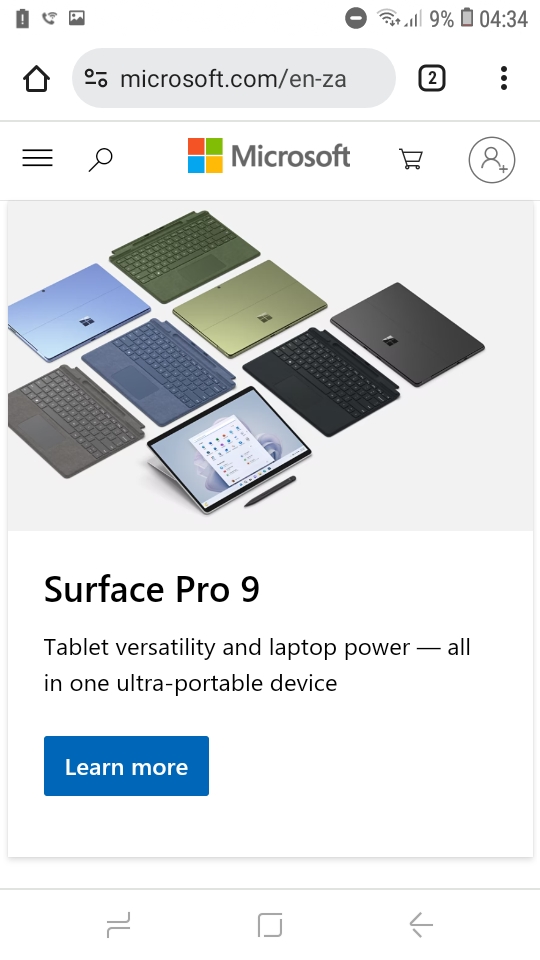 9% 04:34
microsoft.com/en-za
2
Microsoft
Surface Pro 9
Tablet versatility and laptop power — all
in one ultra-portable device
Learn more